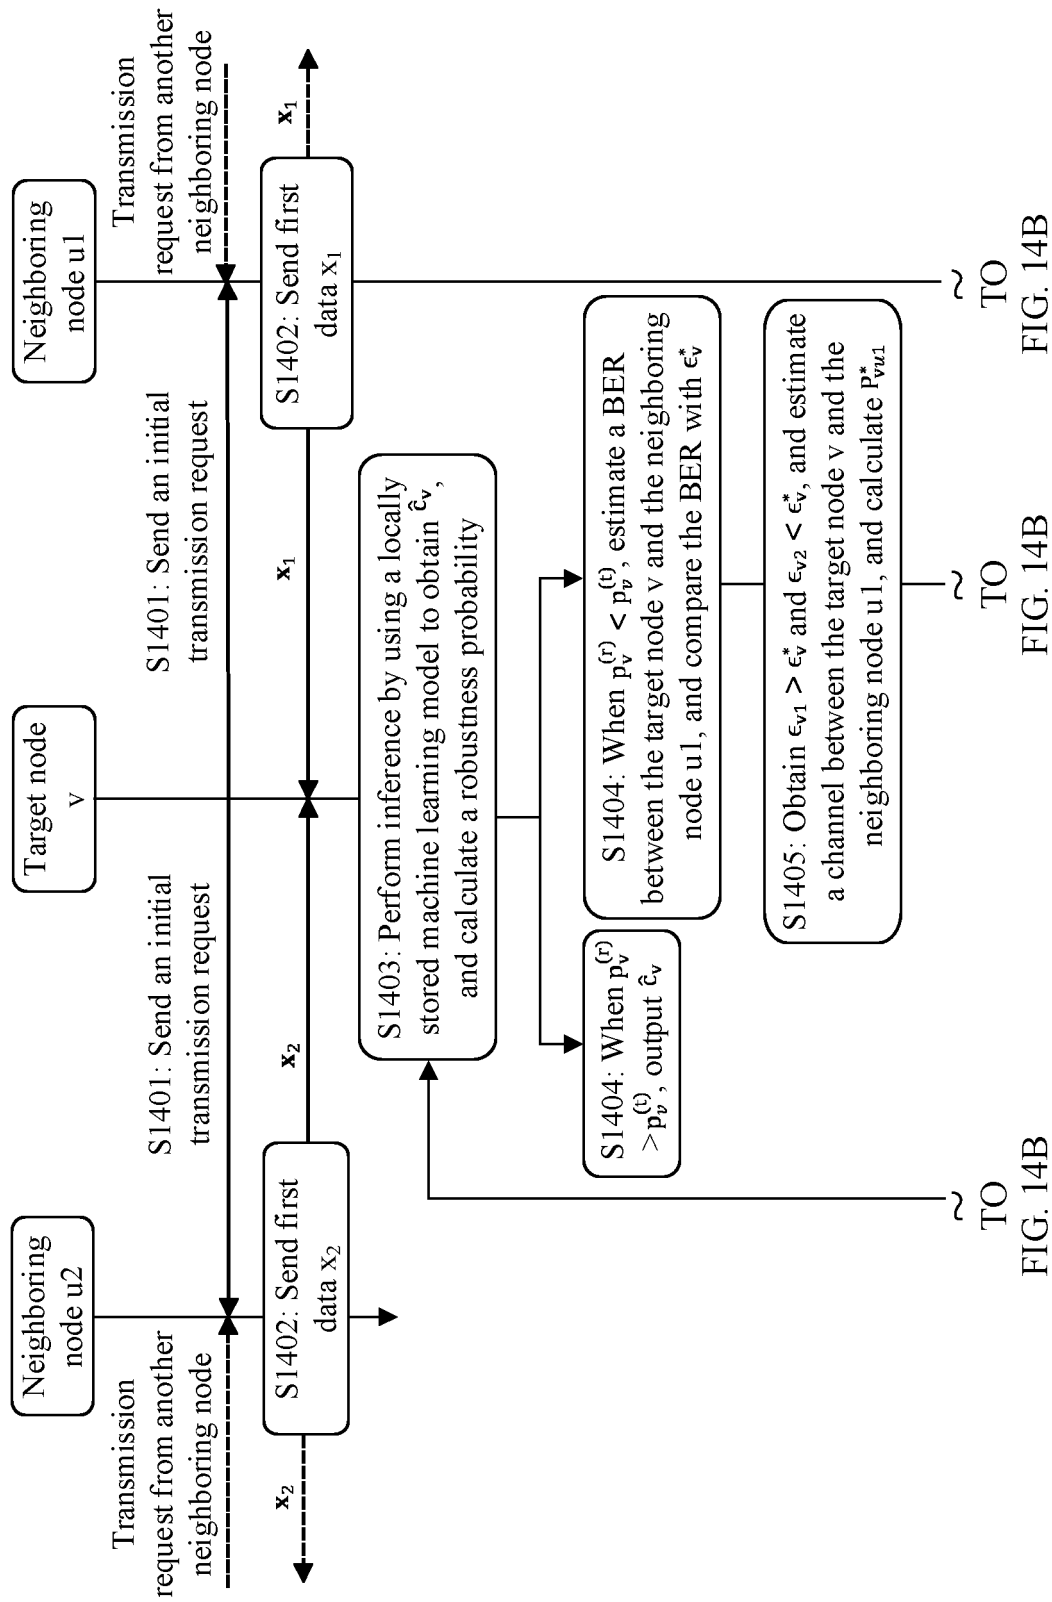 Neighboring
node u2
Target node
v
Neighboring
node u1
Transmission
request from another
neighboring node
S1401: Send an initial
transmission request
S1401: Send an initial
transmission request
Transmission
request from another
neighboring node
x₂
S1402: Send first
data x₂
x₂
x₁
S1402: Send first
data x₁
x₁
S1403: Perform inference by using a locally
stored machine learning model to obtain ĉᵥ,
and calculate a robustness probability
S1404: When pᵥ⁽ʳ⁾
> pᵥ⁽ᵗ⁾, output ĉᵥ
S1404: When pᵥ⁽ʳ⁾ < pᵥ⁽ᵗ⁾, estimate a BER
between the target node v and the neighboring
node u1, and compare the BER with ϵᵥ*
S1405: Obtain ϵᵥ₁ > ϵᵥ* and ϵᵥ₂ < ϵᵥ*, and estimate
a channel between the target node v and the
neighboring node u1, and calculate P*ᵥᵤ₁
TO
FIG. 14B
TO
FIG. 14B
TO
FIG. 14B